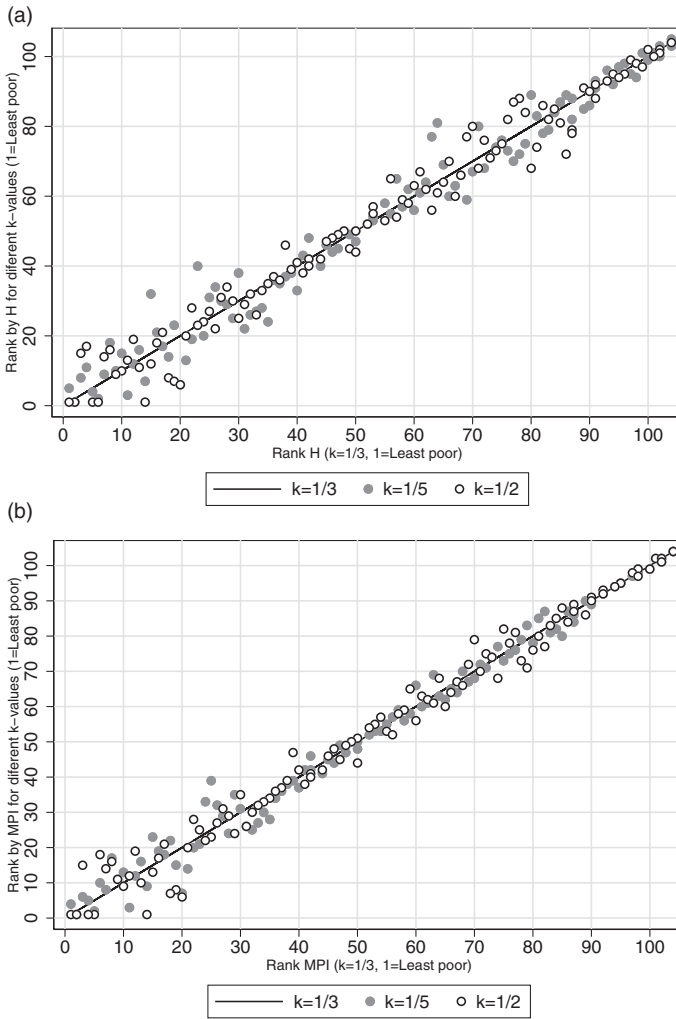 (a)
Rank by H for diferent k–values (1=Least poor)
100
80
60
40
20
0
0 10 20 30 40 50 60 70 80 90 100
Rank H (k=1/3, 1=Least poor)
k=1/3 k=1/5 k=1/2
(b)
Rank by MPI for diferent k–values (1=Least poor)
100
90
80
70
60
50
40
30
20
10
0
0 10 20 30 40 50 60 70 80 90 100
Rank MPI (k=1/3, 1=Least poor)
k=1/3 k=1/5 k=1/2